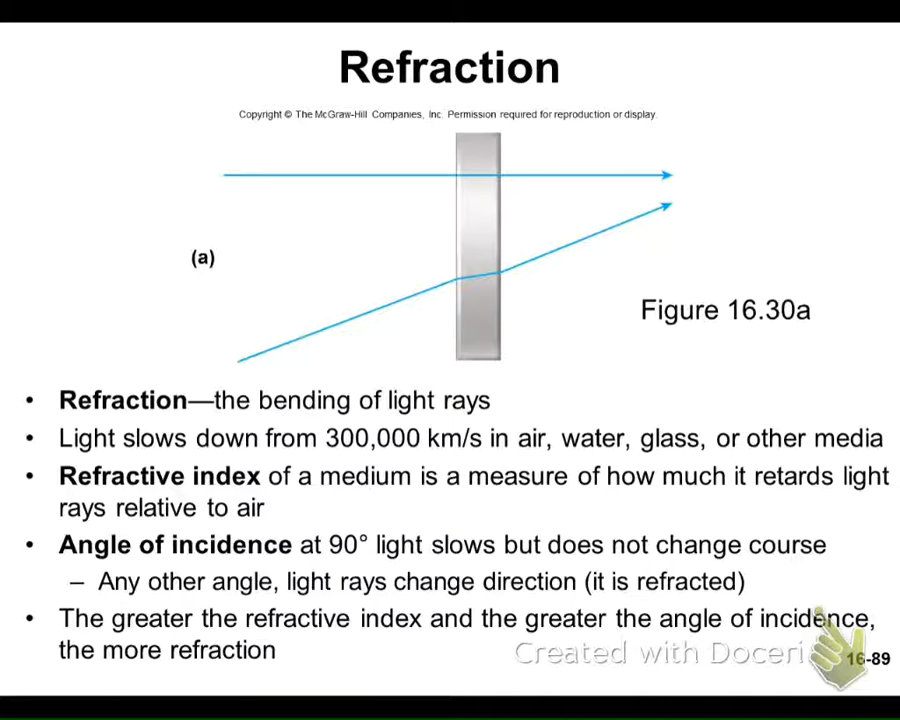 Refraction
Copyright © The McGraw-Hill Companies, Inc. Permission required for reproduction or display.
(a)
Figure 16.30a
• Refraction—the bending of light rays
• Light slows down from 300,000 km/s in air, water, glass, or other media
• Refractive index of a medium is a measure of how much it retards light
rays relative to air
• Angle of incidence at 90° light slows but does not change course
– Any other angle, light rays change direction (it is refracted)
• The greater the refractive index and the greater the angle of incidence,
the more refraction
Created with Doceri
16-89